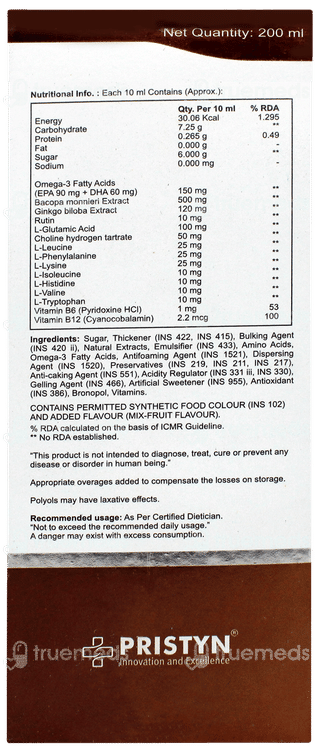 Net Quantity: 200 ml
Nutritional Info. : Each 10 ml Contains (Approx.):
Qty. Per 10 ml % RDA
Energy 30.06 Kcal 1.295
Carbohydrate 7.25 g **
Protein 0.265 g 0.49
Fat 0.000 g -
Sugar 6.000 g **
Sodium 0.000 mg -
Omega-3 Fatty Acids
(EPA 90 mg + DHA 60 mg) 150 mg **
Bacopa monnieri Extract 500 mg **
Ginkgo biloba Extract 120 mg **
Rutin 10 mg **
L-Glutamic Acid 100 mg **
Choline hydrogen tartrate 50 mg **
L-Leucine 25 mg **
L-Phenylalanine 25 mg **
L-Lysine 25 mg **
L-Isoleucine 10 mg **
L-Histidine 10 mg **
L-Valine 10 mg **
L-Tryptophan 10 mg **
Vitamin B6 (Pyridoxine HCl) 1 mg 53
Vitamin B12 (Cyanocobalamin) 2.2 mcg 100
Ingredients: Sugar, Thickener (INS 422, INS 415), Bulking Agent
(INS 420 ii), Natural Extracts, Emulsifier (INS 433), Amino Acids,
Omega-3 Fatty Acids, Antifoaming Agent (INS 1521), Dispersing
Agent (INS 1520), Preservatives (INS 219, INS 211, INS 217),
Anti-caking Agent (INS 551), Acidity Regulator (INS 331 iii, INS 330),
Gelling Agent (INS 466), Artificial Sweetener (INS 955), Antioxidant
(INS 386), Bronopol, Vitamins.
CONTAINS PERMITTED SYNTHETIC FOOD COLOUR (INS 102)
AND ADDED FLAVOUR (MIX-FRUIT FLAVOUR).
% RDA calculated on the basis of ICMR Guideline.
** No RDA established.
"This product is not intended to diagnose, treat, cure or prevent any
disease or disorder in human being."
Appropriate overages added to compensate the losses on storage.
Polyols may have laxative effects.
Recommended usage: As Per Certified Dietician.
"Not to exceed the recommended daily usage."
A danger may exist with excess consumption.
PRISTYN®
Innovation and Excellence
truemeds
truemeds